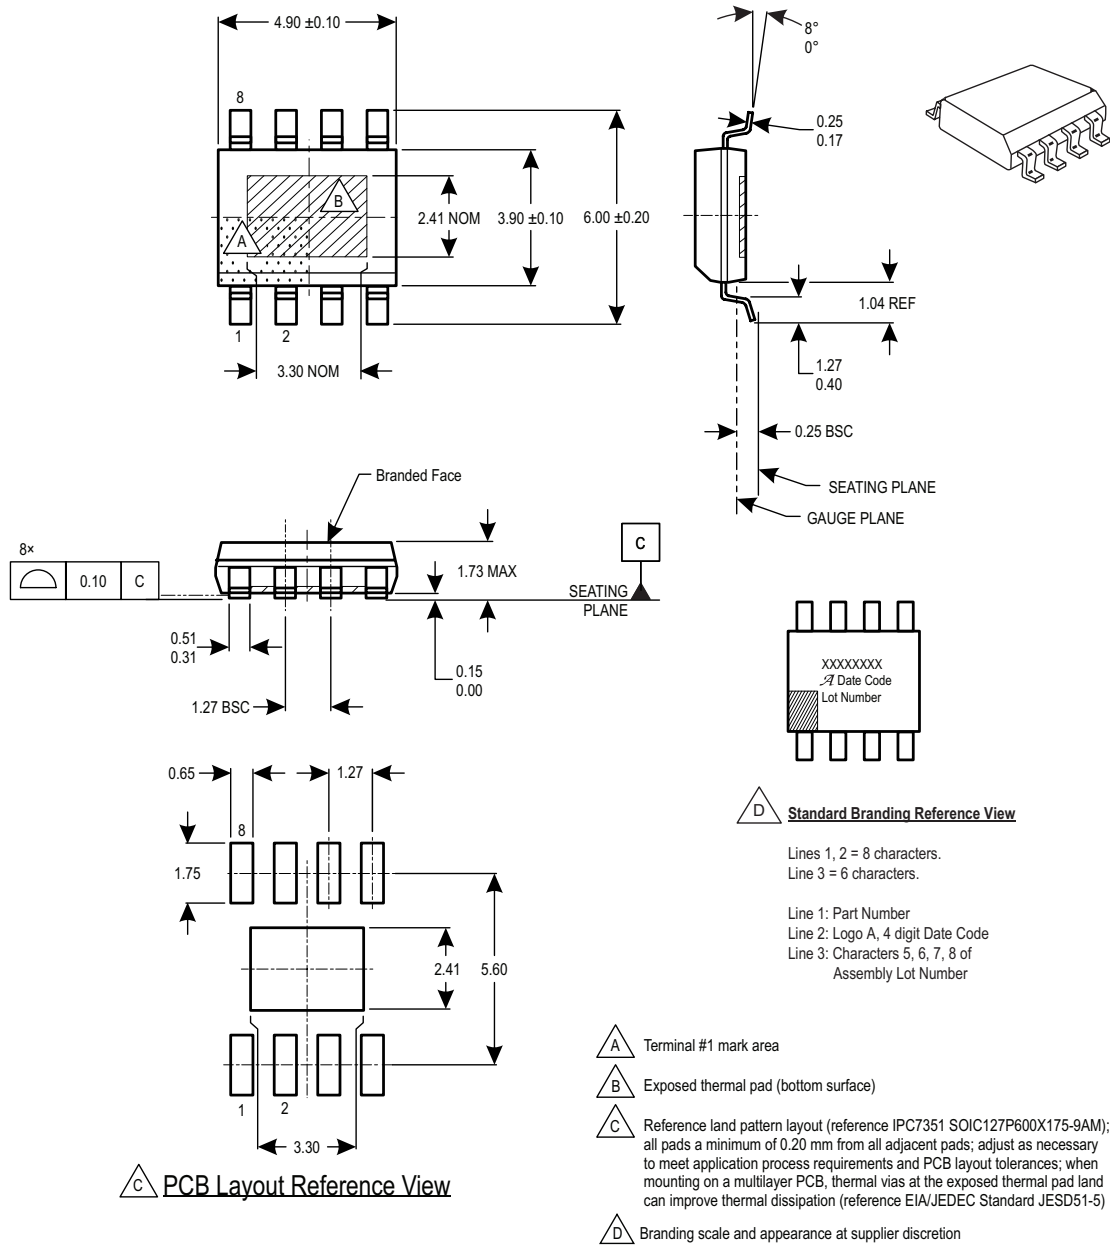 4.90 ±0.10
8
B
A
2.41 NOM
3.90 ±0.10
6.00 ±0.20
1
2
3.30 NOM
8°
0°
0.25
0.17
1.04 REF
1.27
0.40
0.25 BSC
SEATING PLANE
GAUGE PLANE
Branded Face
8×
0.10
C
1.73 MAX
C
SEATING
PLANE
0.51
0.31
0.15
0.00
1.27 BSC
XXXXXXXX
A Date Code
Lot Number
D
Standard Branding Reference View
Lines 1, 2 = 8 characters.
Line 3 = 6 characters.
Line 1: Part Number
Line 2: Logo A, 4 digit Date Code
Line 3: Characters 5, 6, 7, 8 of
Assembly Lot Number
0.65
1.27
8
1.75
2.41
5.60
1
2
3.30
C
PCB Layout Reference View
A
Terminal #1 mark area
B
Exposed thermal pad (bottom surface)
C
Reference land pattern layout (reference IPC7351 SOIC127P600X175-9AM);
all pads a minimum of 0.20 mm from all adjacent pads; adjust as necessary
to meet application process requirements and PCB layout tolerances; when
mounting on a multilayer PCB, thermal vias at the exposed thermal pad land
can improve thermal dissipation (reference EIA/JEDEC Standard JESD51-5)
D
Branding scale and appearance at supplier discretion